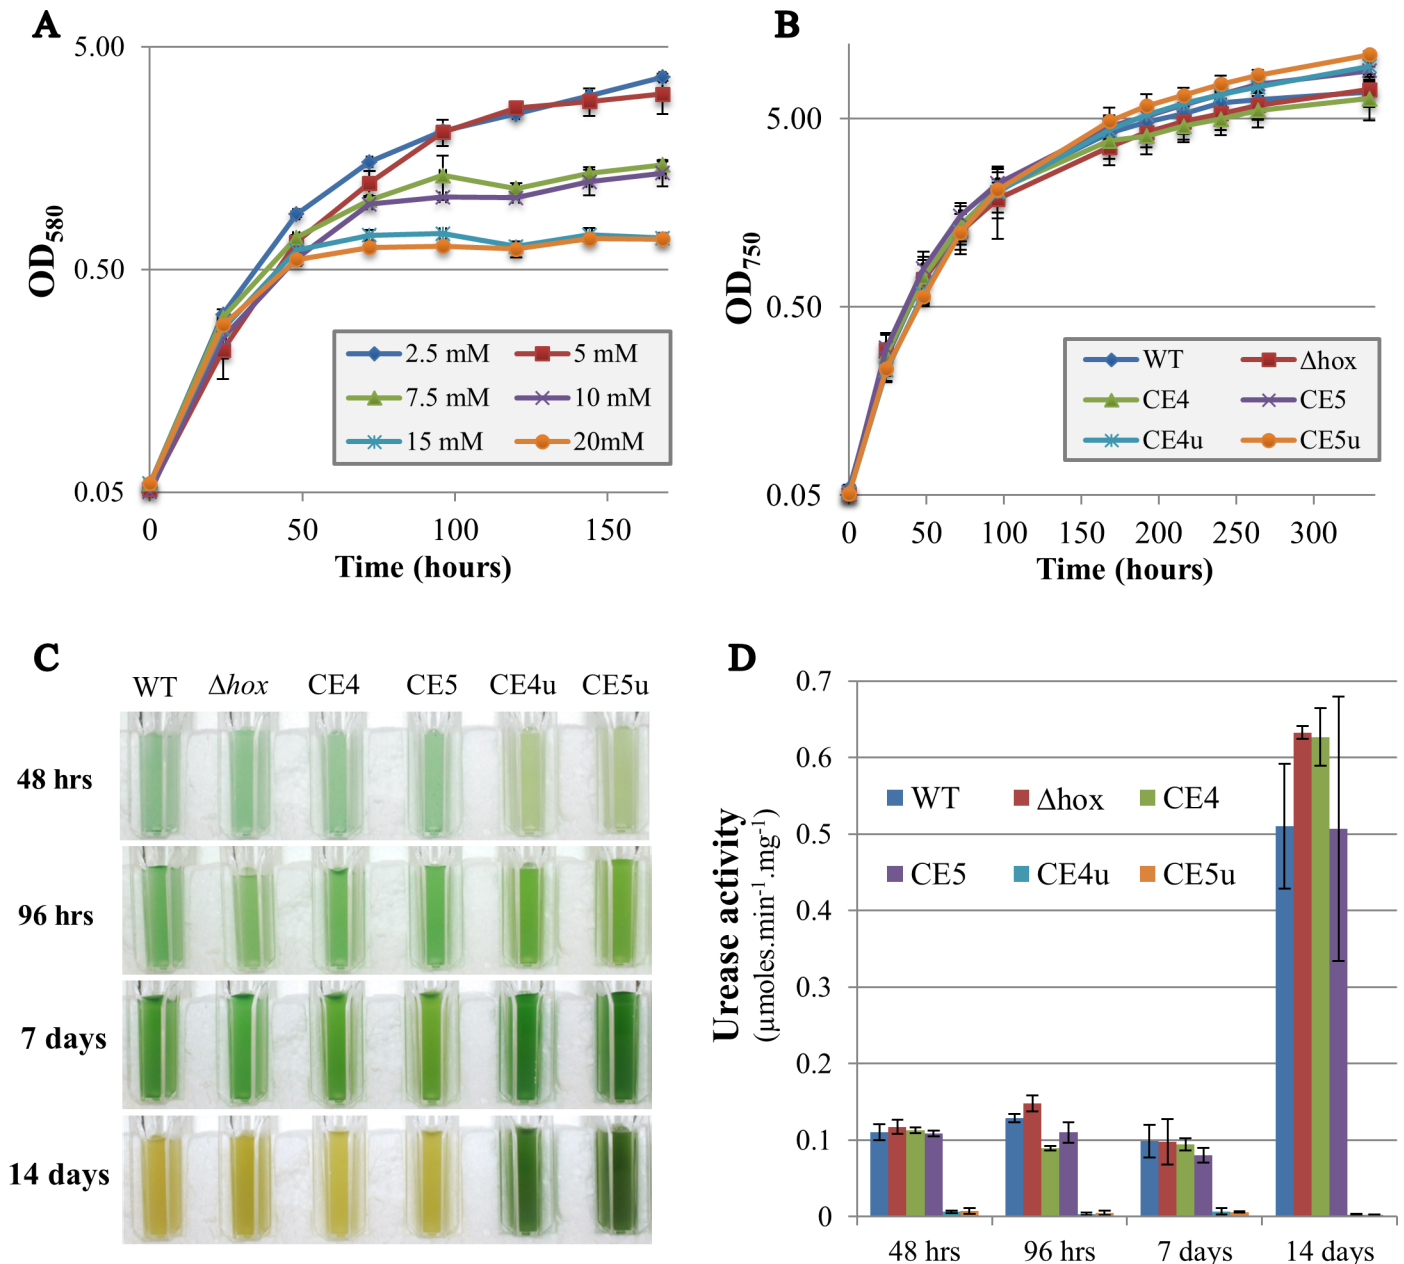 A
5.00
0.50
0.05
OD580
0
50
100
150
Time (hours)
2.5 mM
5 mM
7.5 mM
10 mM
15 mM
20mM
B
5.00
0.50
0.05
OD750
0
50
100
150
200
250
300
Time (hours)
WT
Δhox
CE4
CE5
CE4u
CE5u
C
WT Δhox CE4 CE5 CE4u CE5u
48 hrs
96 hrs
7 days
14 days
D
0.7
0.6
0.5
0.4
0.3
0.2
0.1
0
Urease activity
(μmoles.min⁻¹.mg⁻¹)
WT Δhox CE4
CE5 CE4u CE5u
48 hrs 96 hrs 7 days 14 days